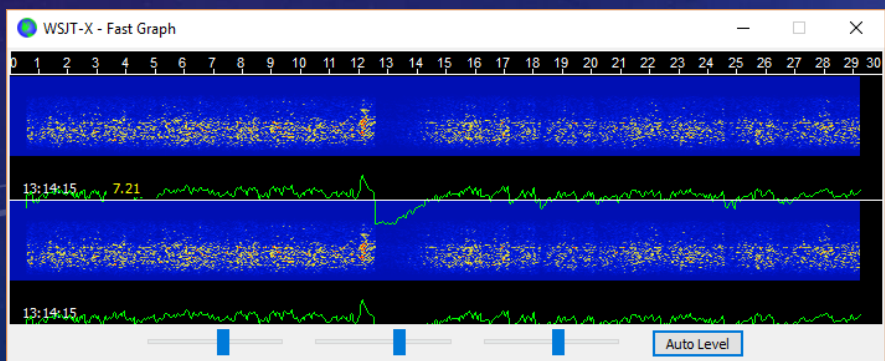 WSJT-X - Fast Graph
0 1 2 3 4 5 6 7 8 9 10 11 12 13 14 15 16 17 18 19 20 21 22 23 24 25 26 27 28 29 30
13:14:15 7.21
13:14:15
Auto Level